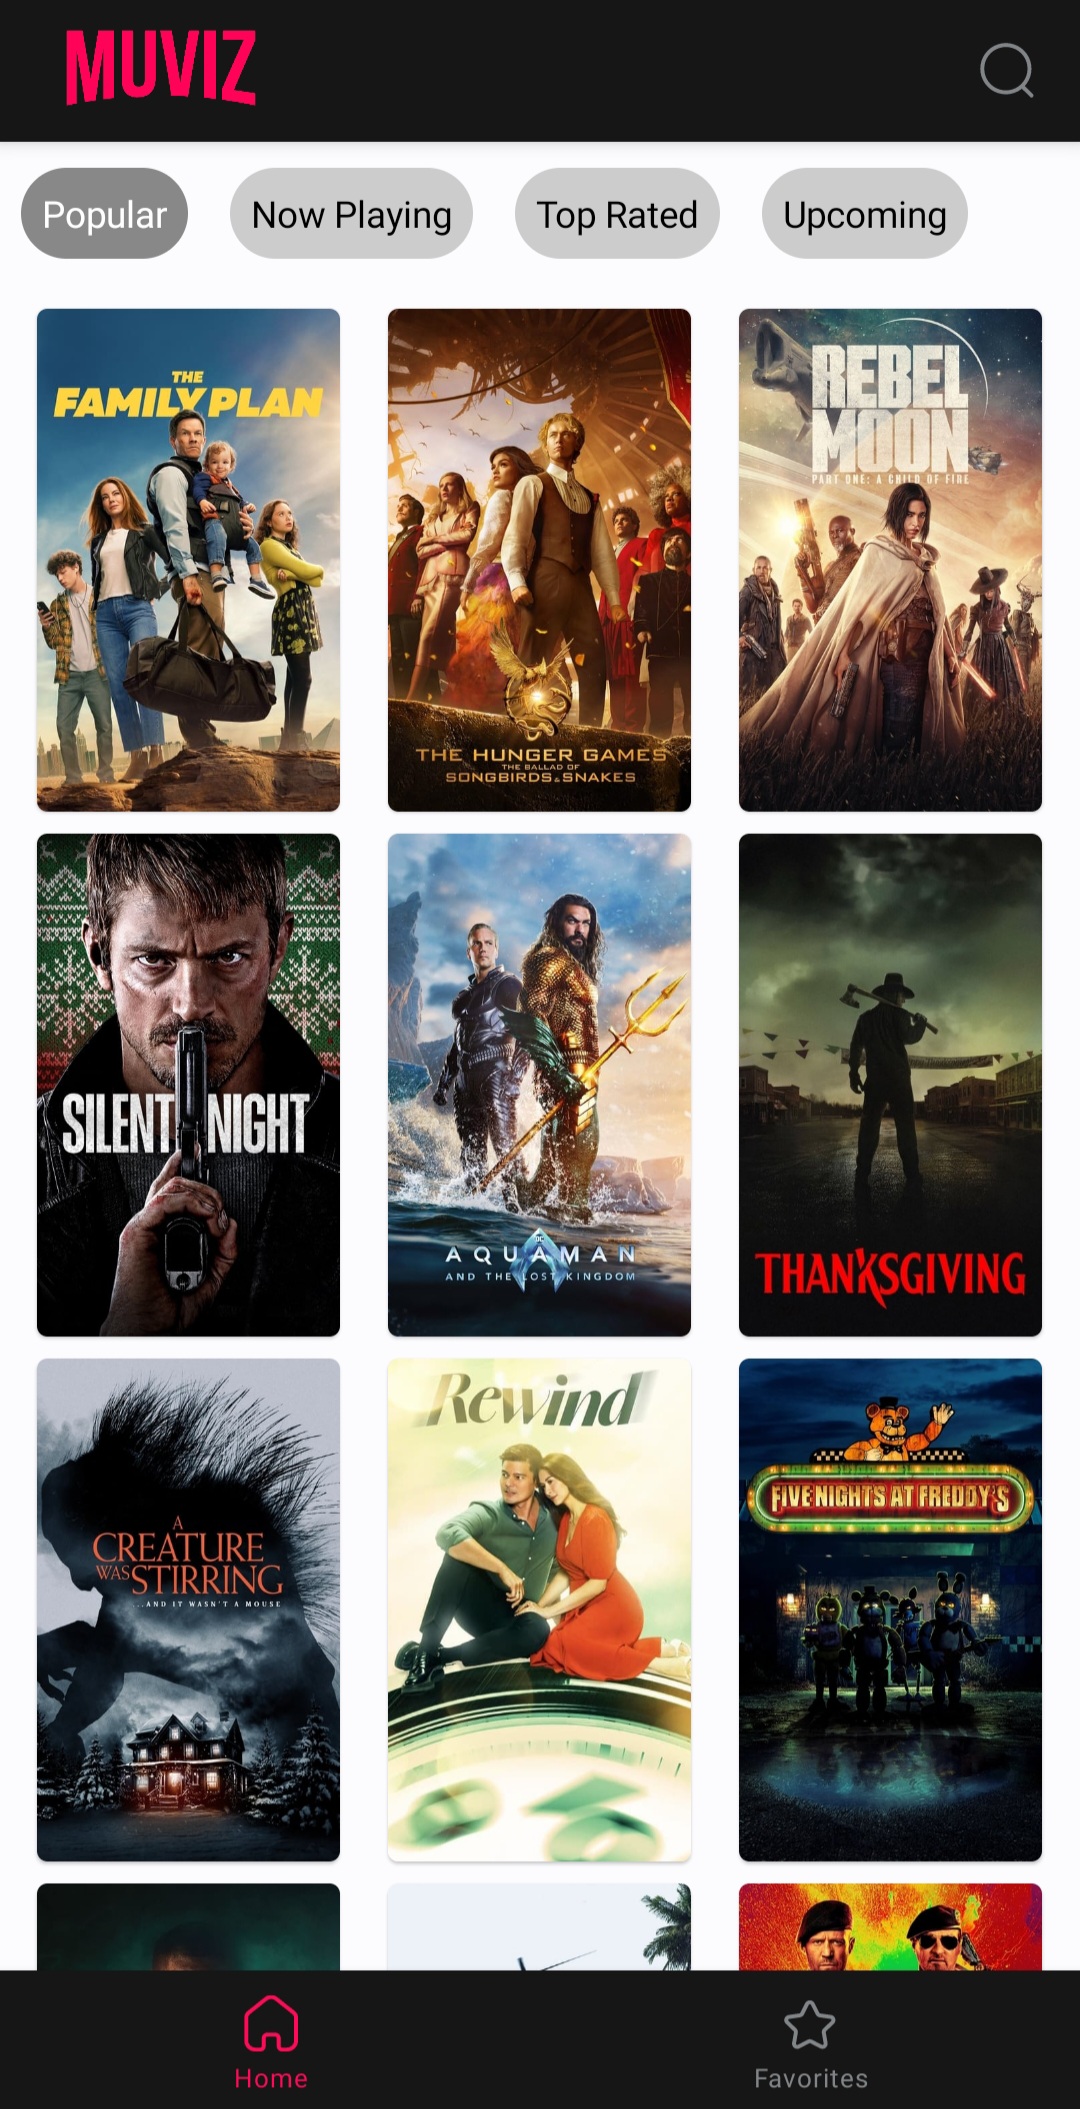 MUVIZ
Popular
Now Playing
Top Rated
Upcoming
THE
FAMILY PLAN
THE HUNGER GAMES
THE BALLAD OF
SONGBIRDS & SNAKES
REBEL
MOON
PART ONE: A CHILD OF FIRE
SILENT NIGHT
DC
AQUAMAN
AND THE LOST KINGDOM
THANKSGIVING
A
CREATURE
WAS STIRRING
...AND IT WASN'T A MOUSE
Rewind
FIVE NIGHTS AT FREDDY'S
Home
Favorites